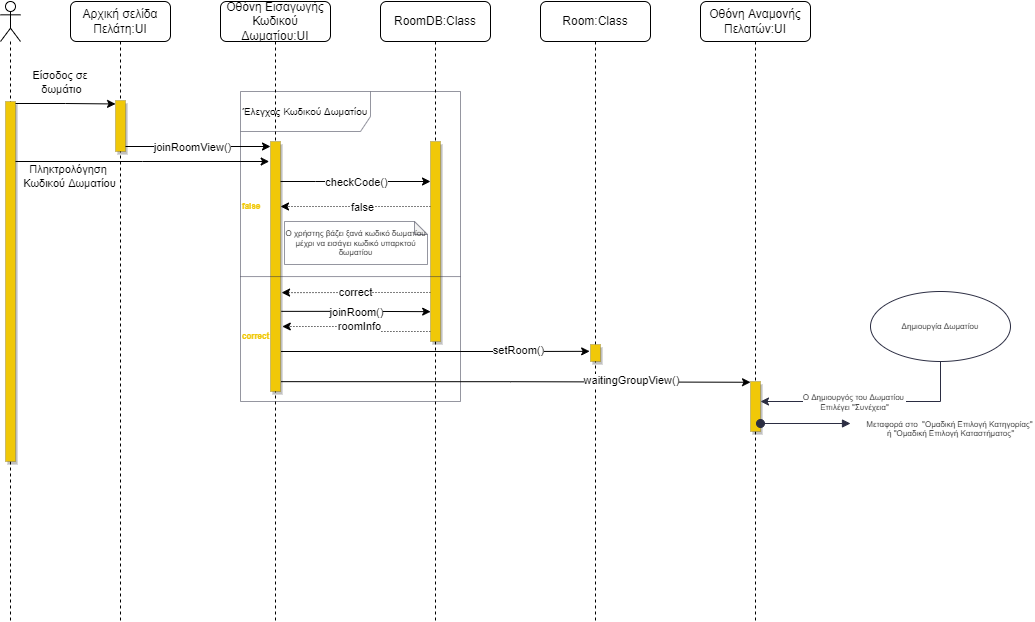 Αρχική σελίδα
Πελάτη:UI
Οθόνη Εισαγωγής
Κωδικού
Δωματίου:UI
RoomDB:Class
Room:Class
Οθόνη Αναμονής
Πελατών:UI
Είσοδος σε
δωμάτιο
Έλεγχος Κωδικού Δωματίου
joinRoomView()
Πληκτρολόγηση
Κωδικού Δωματίου
checkCode()
false
false
Ο χρήστης βάζει ξανά κωδικό δωματίου
μέχρι να εισάγει κωδικό υπαρκτού
δωματίου
correct
joinRoom()
roomInfo
correct
setRoom()
waitingGroupView()
Δημιουργία Δωματίου
Ο Δημιουργός του Δωματίου
Επιλέγει "Συνέχεια"
Μεταφορά στο "Ομαδική Επιλογή Κατηγορίας"
ή "Ομαδική Επιλογή Καταστήματος"